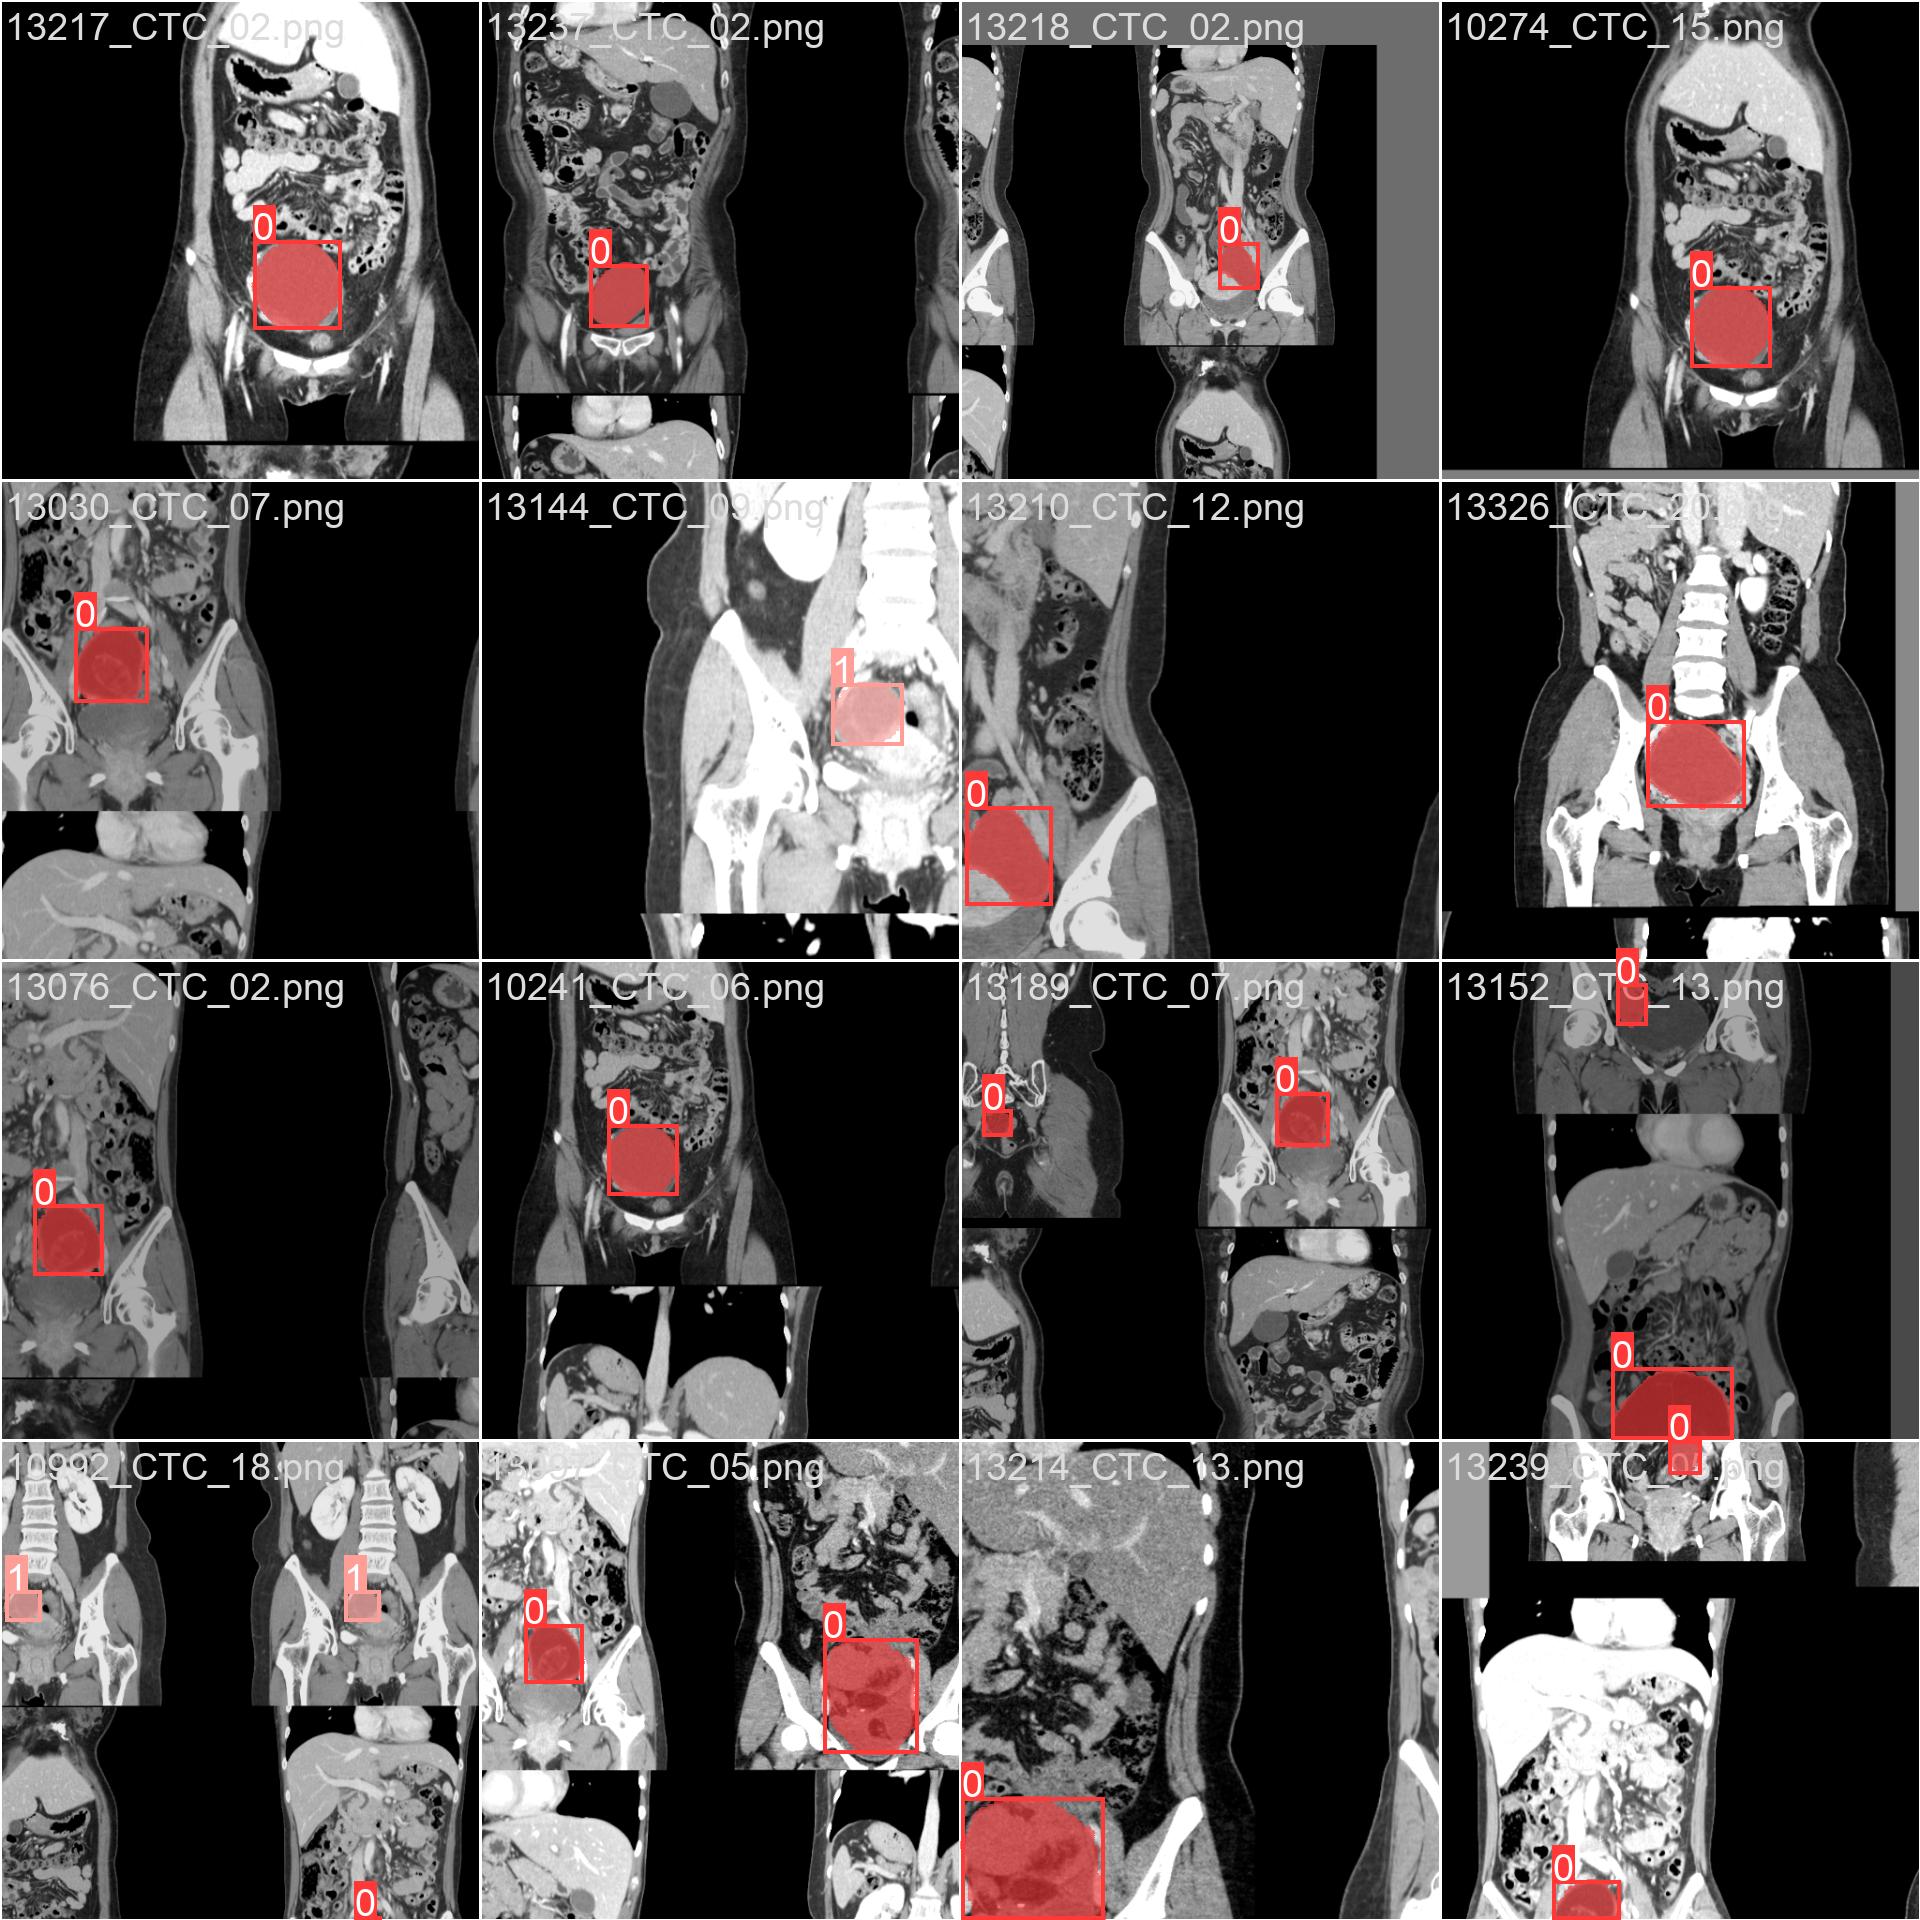 13217_CTC_02.png
13237_CTC_02.png
13218_CTC_02.png
10274_CTC_15.png
0
0
0
0
13030_CTC_07.png
13144_CTC_09.png
13210_CTC_12.png
13326_CTC_20.png
0
1
0
0
13076_CTC_02.png
10241_CTC_06.png
13189_CTC_07.png
13152_CTC_13.png
0
0
0
0
0
0
0
10992_CTC_18.png
CTC_05.png
13214_CTC_13.png
13239_CTC
png
0
1
1
0
0
0
0
0